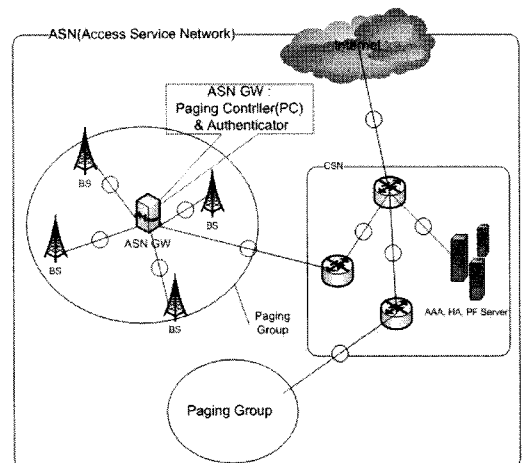 ASN(Access Service Network)
Internet
ASN GW :
Paging Contrller(PC)
& Authenticator
CSN
BS
BS
BS
ASN GW
BS
Paging
Group
AAA, HA, PF Server
Paging Group